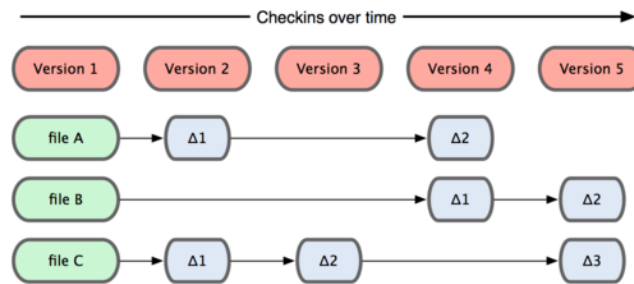 Checkins over time
Version 1 Version 2 Version 3 Version 4 Version 5
file A Δ1 Δ2
file B Δ1 Δ2
file C Δ1 Δ2 Δ3